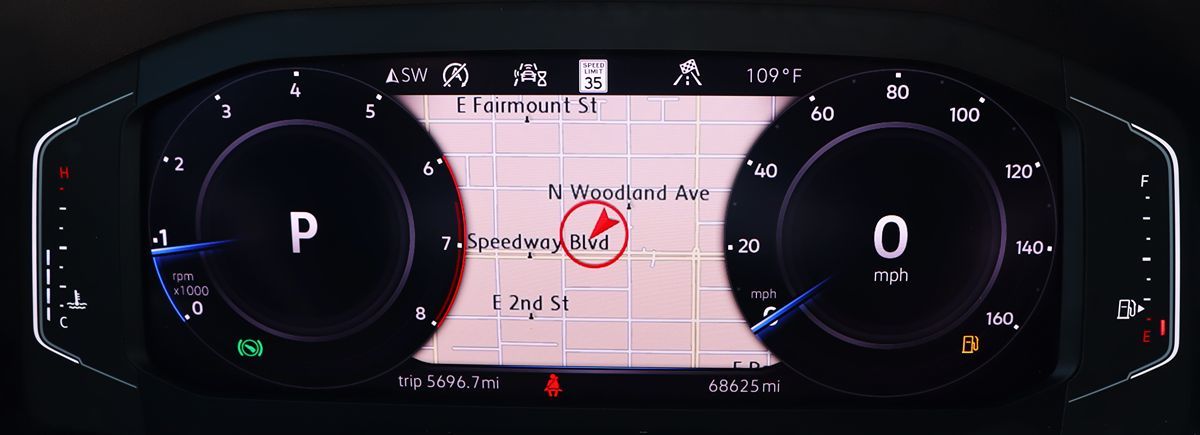 SW
SPEED
LIMIT
35
109°F
E Fairmount St
N Woodland Ave
Speedway Blvd
E 2nd St
H
C
0
1
2
3
4
5
6
7
8
rpm
x1000
P
A
20
40
60
80
100
120
140
160
mph
0
mph
F
E
trip 5696.7mi
68625mi